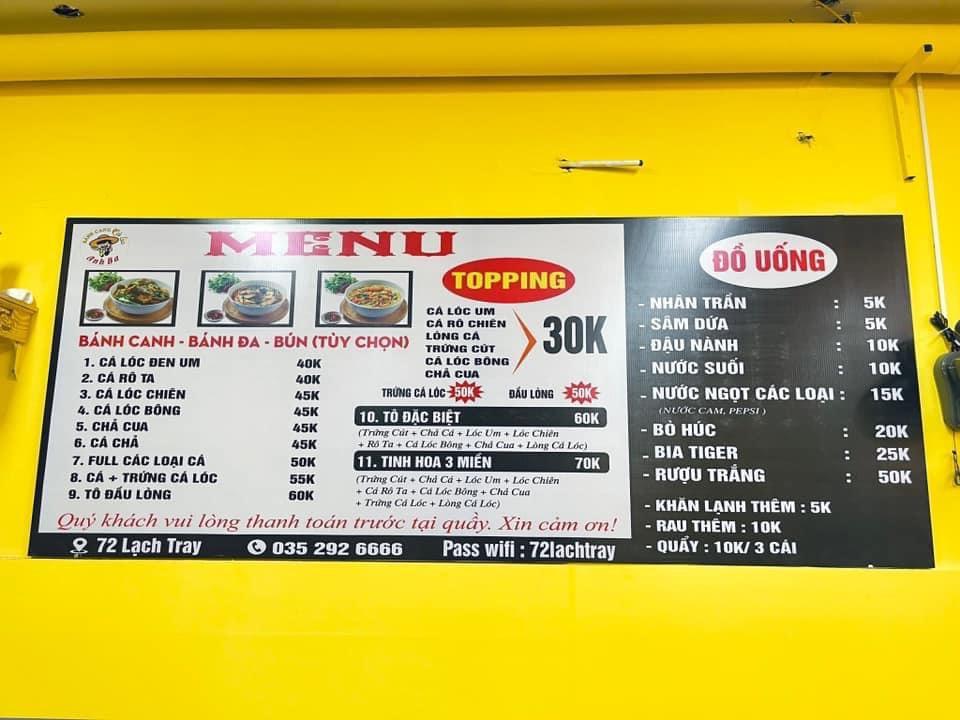 BÁNH CANH Cá Lóc
Anh Ba
MENU
BÁNH CANH - BÁNH ĐA - BÚN (TÙY CHỌN)
1. CÁ LÓC ĐEN UM 40K
2. CÁ RÔ TA 40K
3. CÁ LÓC CHIÊN 45K
4. CÁ LÓC BÔNG 45K
5. CHẢ CUA 45K
6. CÁ CHẢ 45K
7. FULL CÁC LOẠI CÁ 50K
8. CÁ + TRỨNG CÁ LÓC 55K
9. TÔ ĐẦU LÒNG 60K
TOPPING
CÁ LÓC UM
CÁ RÔ CHIÊN
LÒNG CÁ
TRỨNG CÚT
CÁ LÓC BÔNG
CHẢ CUA
30K
TRỨNG CÁ LÓC 50K ĐẦU LÒNG 50K
10. TÔ ĐẶC BIỆT 60K
(Trứng Cút + Chả Cá + Lóc Um + Lóc Chiên
+ Rô Ta + Cá Lóc Bông + Chả Cua + Lòng Cá Lóc)
11. TINH HOA 3 MIỀN 70K
(Trứng Cút + Chả Cá + Lóc Um + Lóc Chiên
+ Cá Rô Ta + Cá Lóc Bông + Chả Cua
+ Trứng Cá Lóc + Lòng Cá Lóc)
Quý khách vui lòng thanh toán trước tại quầy. Xin cảm ơn!
72 Lạch Tray 035 292 6666 Pass wifi : 72lachtray
ĐỒ UỐNG
- NHÂN TRẦN : 5K
- SÂM DỨA : 5K
- ĐẬU NÀNH : 10K
- NƯỚC SUỐI : 10K
- NƯỚC NGỌT CÁC LOẠI : 15K
(NƯỚC CAM, PEPSI )
- BÒ HÚC : 20K
- BIA TIGER : 25K
- RƯỢU TRẮNG : 50K
- KHĂN LẠNH THÊM : 5K
- RAU THÊM : 10K
- QUẨY : 10K/ 3 CÁI